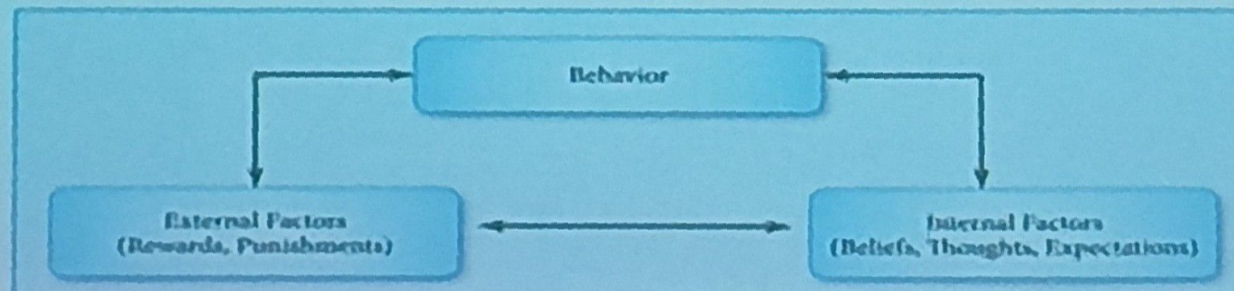 Behavior
External Factors
(Rewards, Punishments)
Internal Factors
(Beliefs, Thoughts, Expectations)